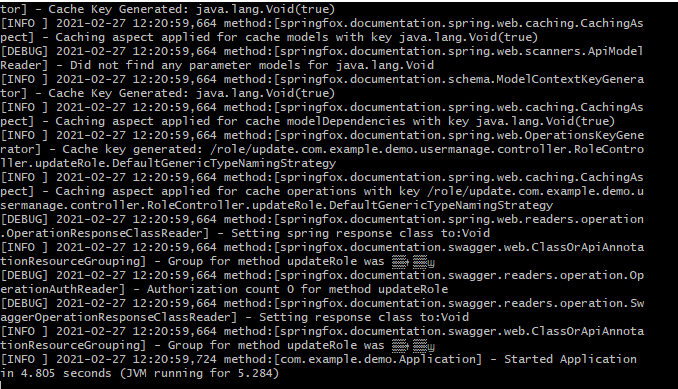 tor] - Cache Key Generated: java.lang.Void(true)
[INFO ] 2021-02-27 12:20:59,664 method:[springfox.documentation.spring.web.caching.CachingAs
pect] - Caching aspect applied for cache models with key java.lang.Void(true)
[DEBUG] 2021-02-27 12:20:59,664 method:[springfox.documentation.spring.web.scanners.ApiModel
Reader] - Did not find any parameter models for java.lang.Void
[INFO ] 2021-02-27 12:20:59,664 method:[springfox.documentation.schema.ModelContextKeyGenera
tor] - Cache Key Generated: java.lang.Void(true)
[INFO ] 2021-02-27 12:20:59,664 method:[springfox.documentation.spring.web.caching.CachingAs
pect] - Caching aspect applied for cache modelDependencies with key java.lang.Void(true)
[INFO ] 2021-02-27 12:20:59,664 method:[springfox.documentation.spring.web.OperationsKeyGene
rator] - Cache key generated: /role/update.com.example.demo.usermanage.controller.RoleContro
ller.updateRole.DefaultGenericTypeNamingStrategy
[INFO ] 2021-02-27 12:20:59,664 method:[springfox.documentation.spring.web.caching.CachingAs
pect] - Caching aspect applied for cache operations with key /role/update.com.example.demo.u
sermanage.controller.RoleController.updateRole.DefaultGenericTypeNamingStrategy
[DEBUG] 2021-02-27 12:20:59,664 method:[springfox.documentation.spring.web.readers.operation
.OperationResponseClassReader] - Setting spring response class to:Void
[INFO ] 2021-02-27 12:20:59,664 method:[springfox.documentation.swagger.web.ClassOrApiAnnota
tionResourceGrouping] - Group for method updateRole was
[DEBUG] 2021-02-27 12:20:59,664 method:[springfox.documentation.swagger.readers.operation.Op
erationAuthReader] - Authorization count 0 for method updateRole
[DEBUG] 2021-02-27 12:20:59,664 method:[springfox.documentation.swagger.readers.operation.Sw
aggerOperationResponseClassReader] - Setting response class to:Void
[INFO ] 2021-02-27 12:20:59,664 method:[springfox.documentation.swagger.web.ClassOrApiAnnota
tionResourceGrouping] - Group for method updateRole was
[INFO ] 2021-02-27 12:20:59,724 method:[com.example.demo.Application] - Started Application
in 4.805 seconds (JVM running for 5.284)